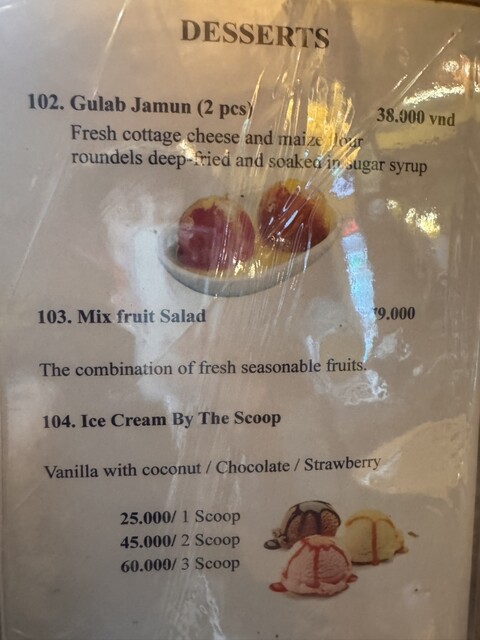 DESSERTS
102. Gulab Jamun (2 pcs)
38.000 vnd
Fresh cottage cheese and maize
roundels deep-fried and soaked in sugar syrup
103. Mix fruit Salad
The combination of fresh seasonable fruits.
104. Ice Cream By The Scoop
Vanilla with coconut / Chocolate / Strawberry
25.000/ 1 Scoop
45.000/ 2 Scoop
60.000/ 3 Scoop